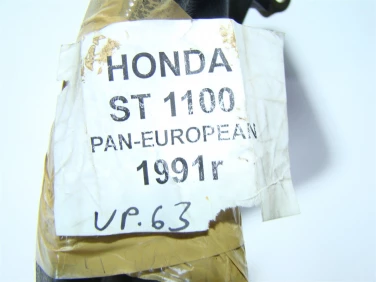 HONDA
ST 1100
PAN-EUROPEAN
1991r
VP.63